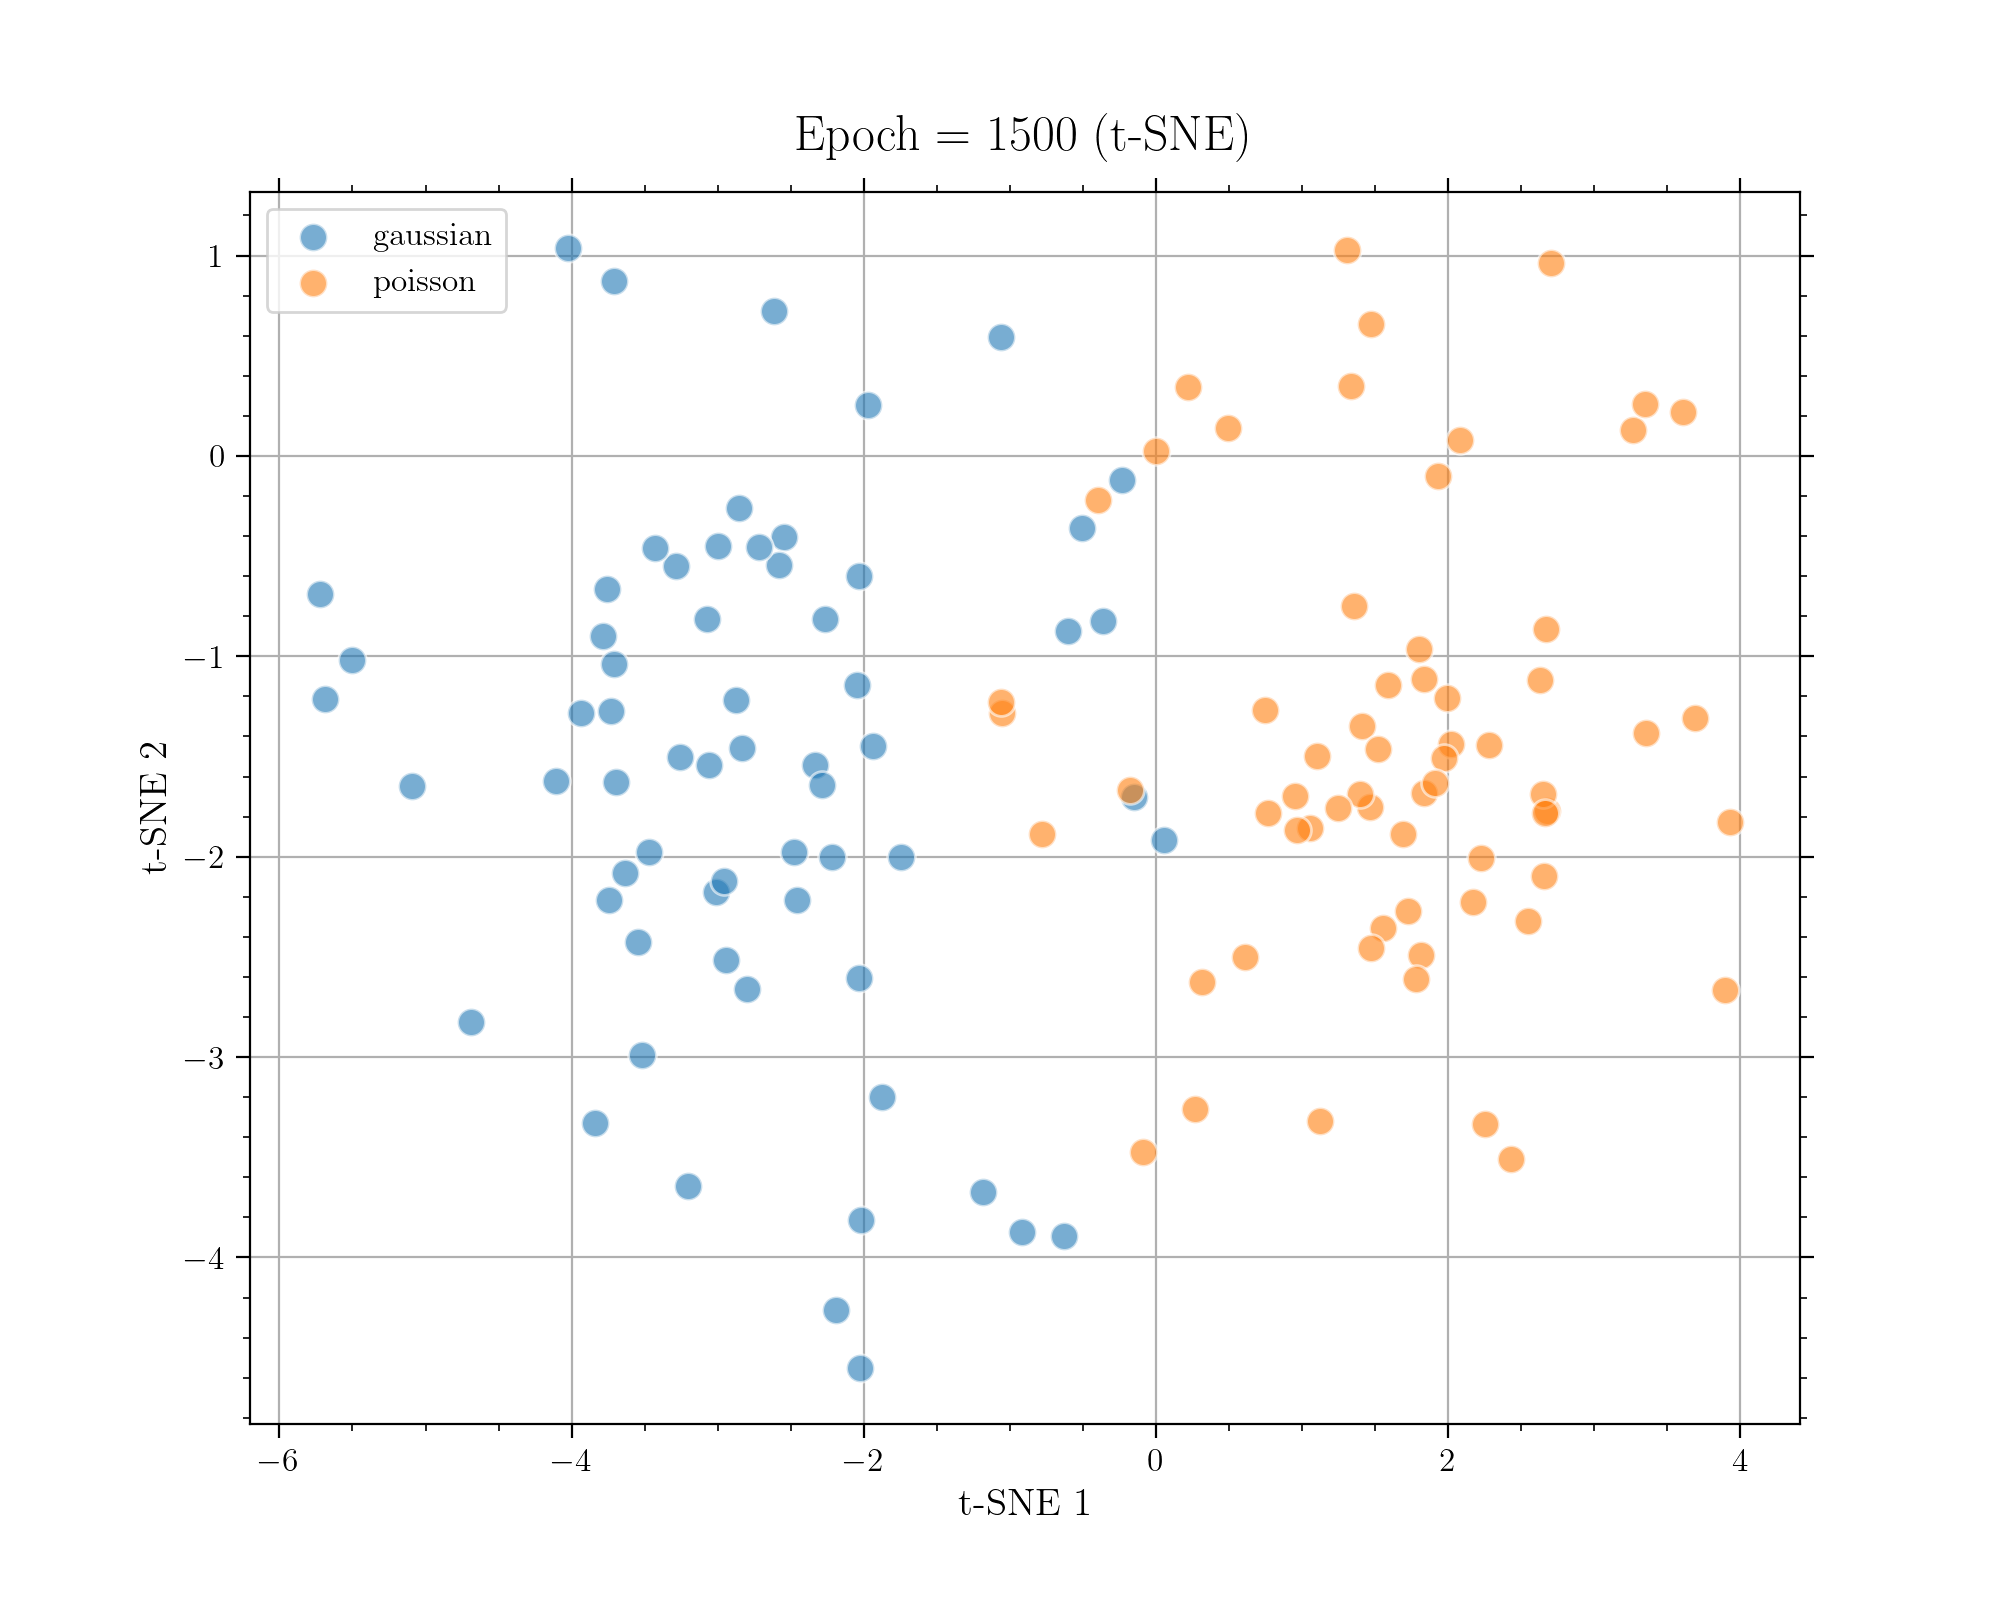 Epoch = 1500 (t-SNE)
gaussian
poisson
1
0
−1
−2
−3
−4
t-SNE 2
−6 −4 −2 0 2 4
t-SNE 1